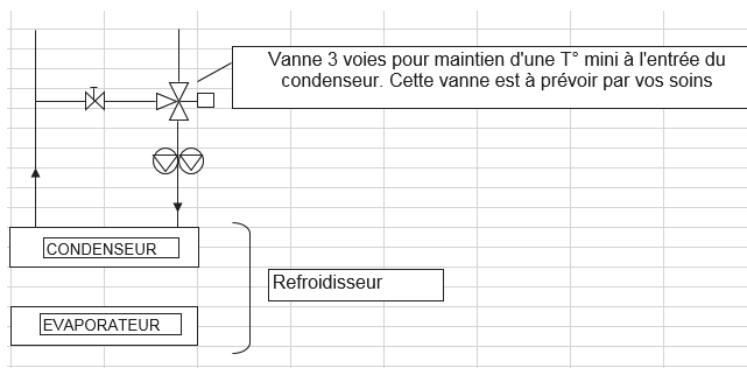 Vanne 3 voies pour maintien d'une T° mini à l'entrée du
condenseur. Cette vanne est à prévoir par vos soins
CONDENSEUR
Refroidisseur
EVAPORATEUR